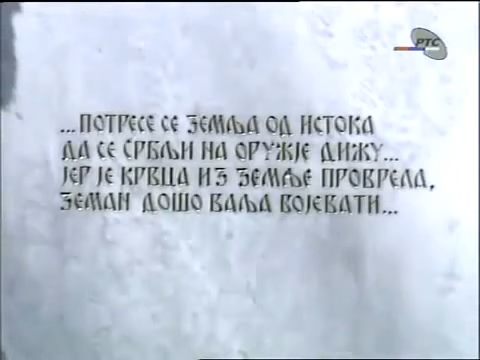 РТС
...ПОТРЕСЕ СЕ ЗЕМЉА ОД ИСТОКА
ДА СЕ СРБЉИ НА ОРУЖЈЕ ДИЖУ...
ЈЕР ЈЕ КРВЦА ИЗ ЗЕМЉЕ ПРОВРЕЛА,
ЗЕМАН ДОШО ВАЉА ВОЈЕВАТИ...